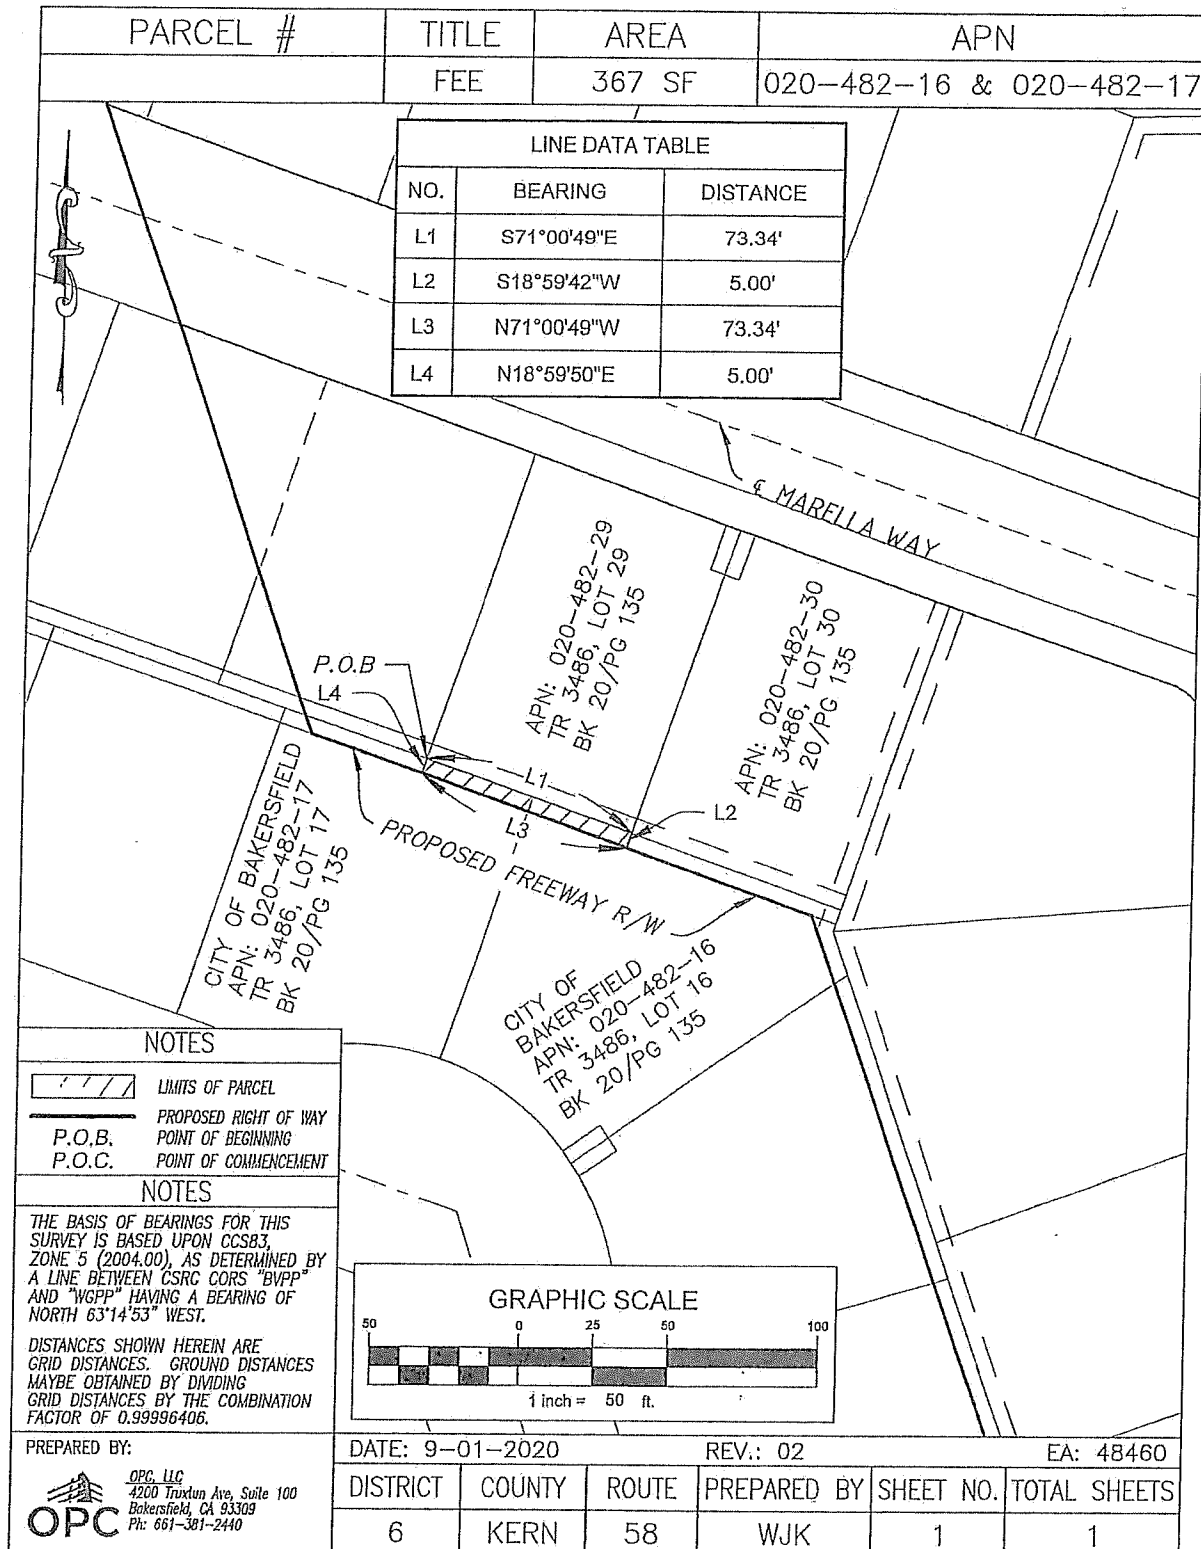 PARCEL # TITLE AREA APN
FEE 367 SF 020-482-16 & 020-482-17
LINE DATA TABLE
NO. BEARING DISTANCE
L1 S71°00'49"E 73.34'
L2 S18°59'42"W 5.00'
L3 N71°00'49"W 73.34'
L4 N18°59'50"E 5.00'
℄ MARELLA WAY
APN: 020-482-29
TR 3486, LOT 29
BK 20/PG 135
APN: 020-482-30
TR 3486, LOT 30
BK 20/PG 135
P.O.B
L4
L1
L2
L3
PROPOSED FREEWAY R/W
CITY OF BAKERSFIELD
APN: 020-482-17
TR 3486, LOT 17
BK 20/PG 135
CITY OF
BAKERSFIELD
APN: 020-482-16
TR 3486, LOT 16
BK 20/PG 135
NOTES
LIMITS OF PARCEL
PROPOSED RIGHT OF WAY
P.O.B. POINT OF BEGINNING
P.O.C. POINT OF COMMENCEMENT
NOTES
THE BASIS OF BEARINGS FOR THIS
SURVEY IS BASED UPON CCS83,
ZONE 5 (2004.00), AS DETERMINED BY
A LINE BETWEEN CSRC CORS "BVPP"
AND "WGPP" HAVING A BEARING OF
NORTH 63°14'53" WEST.
DISTANCES SHOWN HEREIN ARE
GRID DISTANCES. GROUND DISTANCES
MAYBE OBTAINED BY DIVIDING
GRID DISTANCES BY THE COMBINATION
FACTOR OF 0.99996406.
GRAPHIC SCALE
50 0 25 50 100
1 inch = 50 ft.
PREPARED BY:
OPC
OPC, LLC
4200 Truxtun Ave, Suite 100
Bakersfield, CA 93309
Ph: 661-381-2440
DATE: 9-01-2020 REV.: 02 EA: 48460
DISTRICT COUNTY ROUTE PREPARED BY SHEET NO. TOTAL SHEETS
6 KERN 58 WJK 1 1